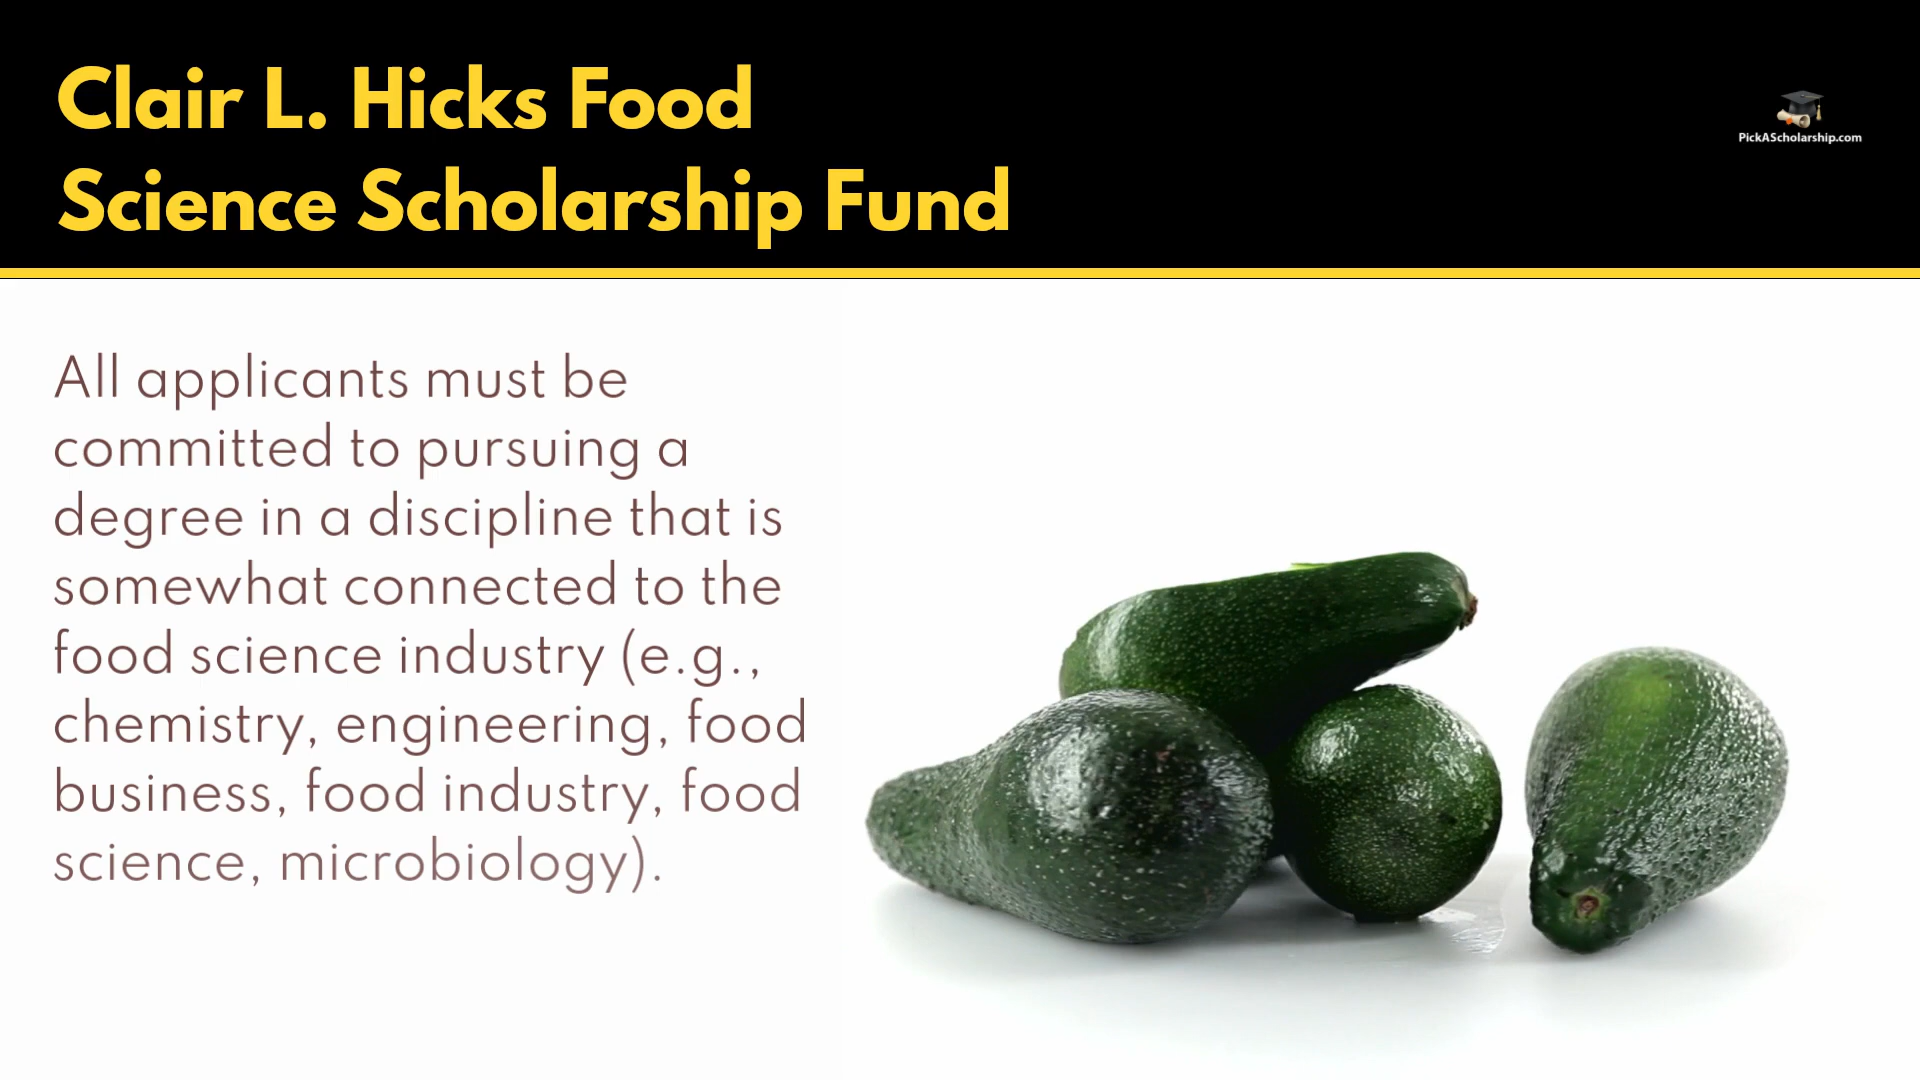 Clair L. Hicks Food
Science Scholarship Fund
PickAScholarship.com
All applicants must be
committed to pursuing a
degree in a discipline that is
somewhat connected to the
food science industry (e.g.,
chemistry, engineering, food
business, food industry, food
science, microbiology).